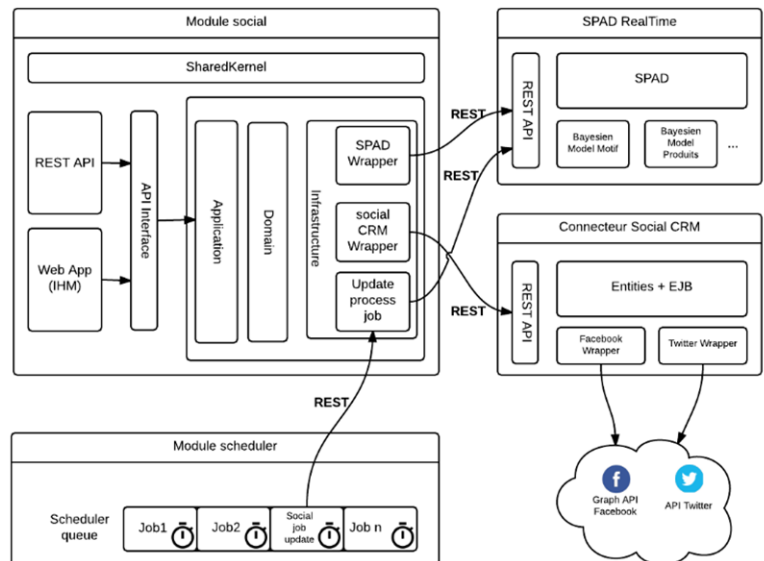 Module social
SharedKernel
REST API
Web App
(IHM)
API Interface
Application
Domain
Infrastructure
SPAD
Wrapper
social
CRM
Wrapper
Update
process
job
REST
REST
REST
REST
SPAD RealTime
REST API
SPAD
Bayesien
Model Motif
Bayesien
Model
Produits
...
Connecteur Social CRM
REST API
Entities + EJB
Facebook
Wrapper
Twitter Wrapper
Graph API
Facebook
API Twitter
Module scheduler
Scheduler
queue
Job1
Job2
Social
job
update
Job n